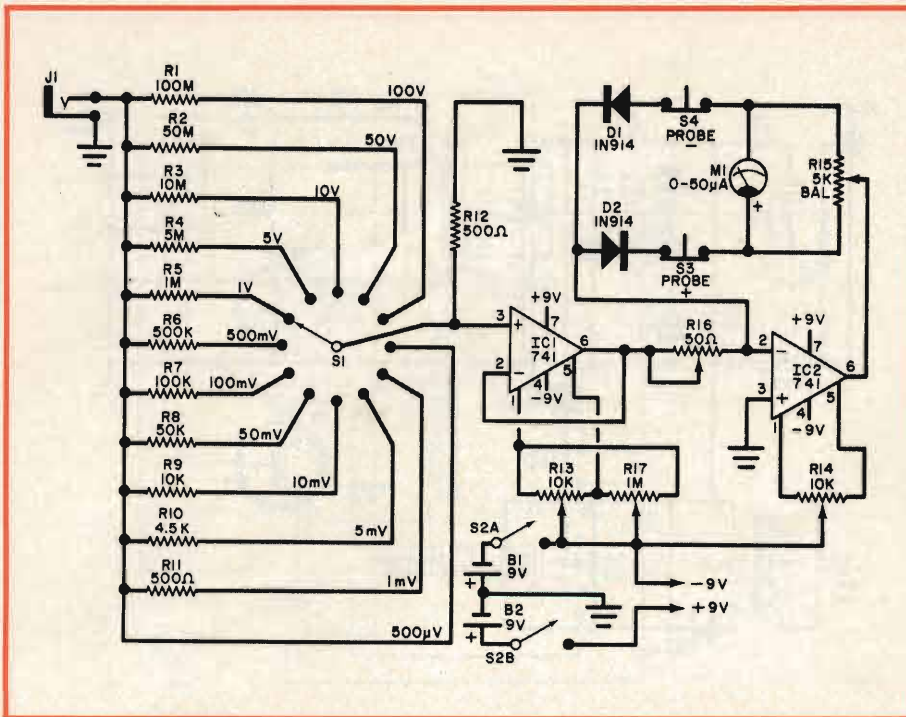 J1
R1
100M
100V
R2
50M
50V
R3
10M
10V
R4
5M
5V
R5
1M
1V
R6
500K
500mV
R7
100K
100mV
R8
50K
50mV
R9
10K
10mV
R10
4.5K
5mV
R11
500Ω
1mV
500μV
S1
R12
500Ω
D1
1N914
S4
PROBE
-
M1
0-50μA
+
R15
5K
BAL
D2
1N914
S3
PROBE
+
3
+
+9V
7
IC1
741
6
2
-
4
5
-9V
1
R16
50Ω
2
-
+9V
7
IC2
741
6
3
+
4
5
-9V
1
R13
10K
R17
1M
R14
10K
S2A
B1
9V
+
-9V
B2
9V
+
+9V
S2B